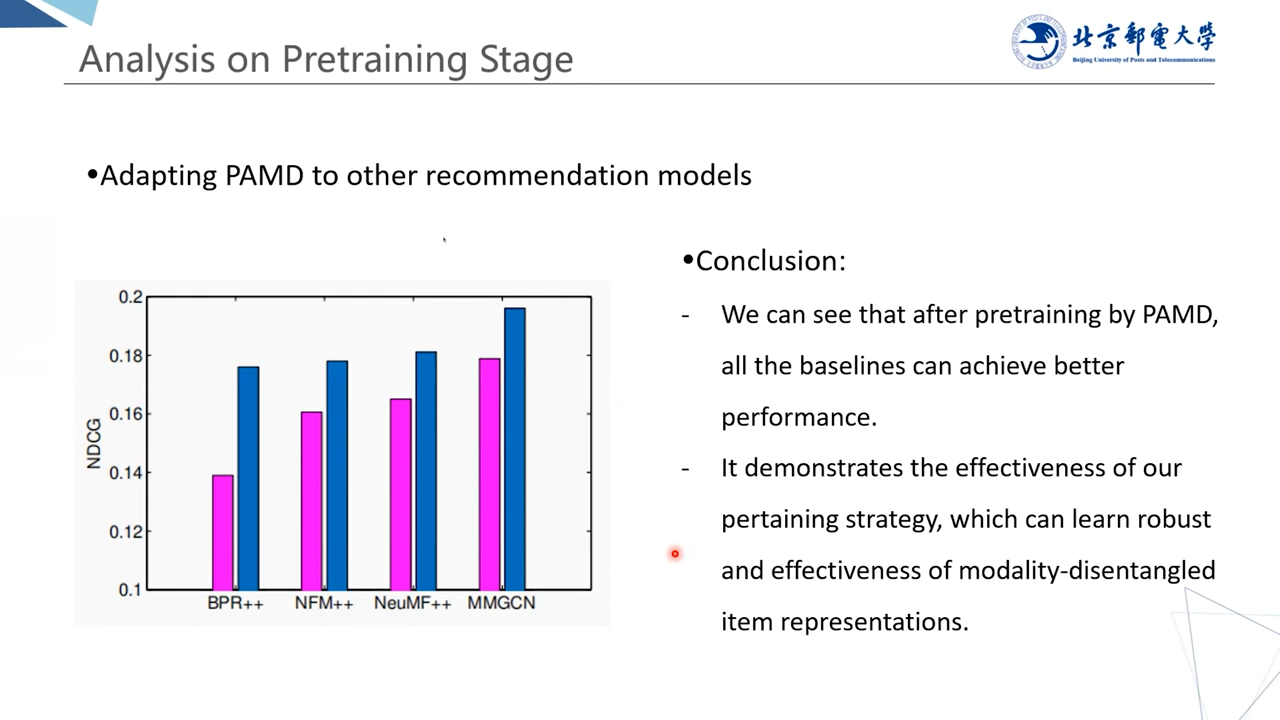 Analysis on Pretraining Stage
北京郵電大學
Beijing University of Posts and Telecommunications
•Adapting PAMD to other recommendation models
0.2
0.18
0.16
0.14
0.12
0.1
NDCG
BPR++ NFM++ NeuMF++ MMGCN
•Conclusion:
- We can see that after pretraining by PAMD,
all the baselines can achieve better
performance.
- It demonstrates the effectiveness of our
pertaining strategy, which can learn robust
and effectiveness of modality-disentangled
item representations.